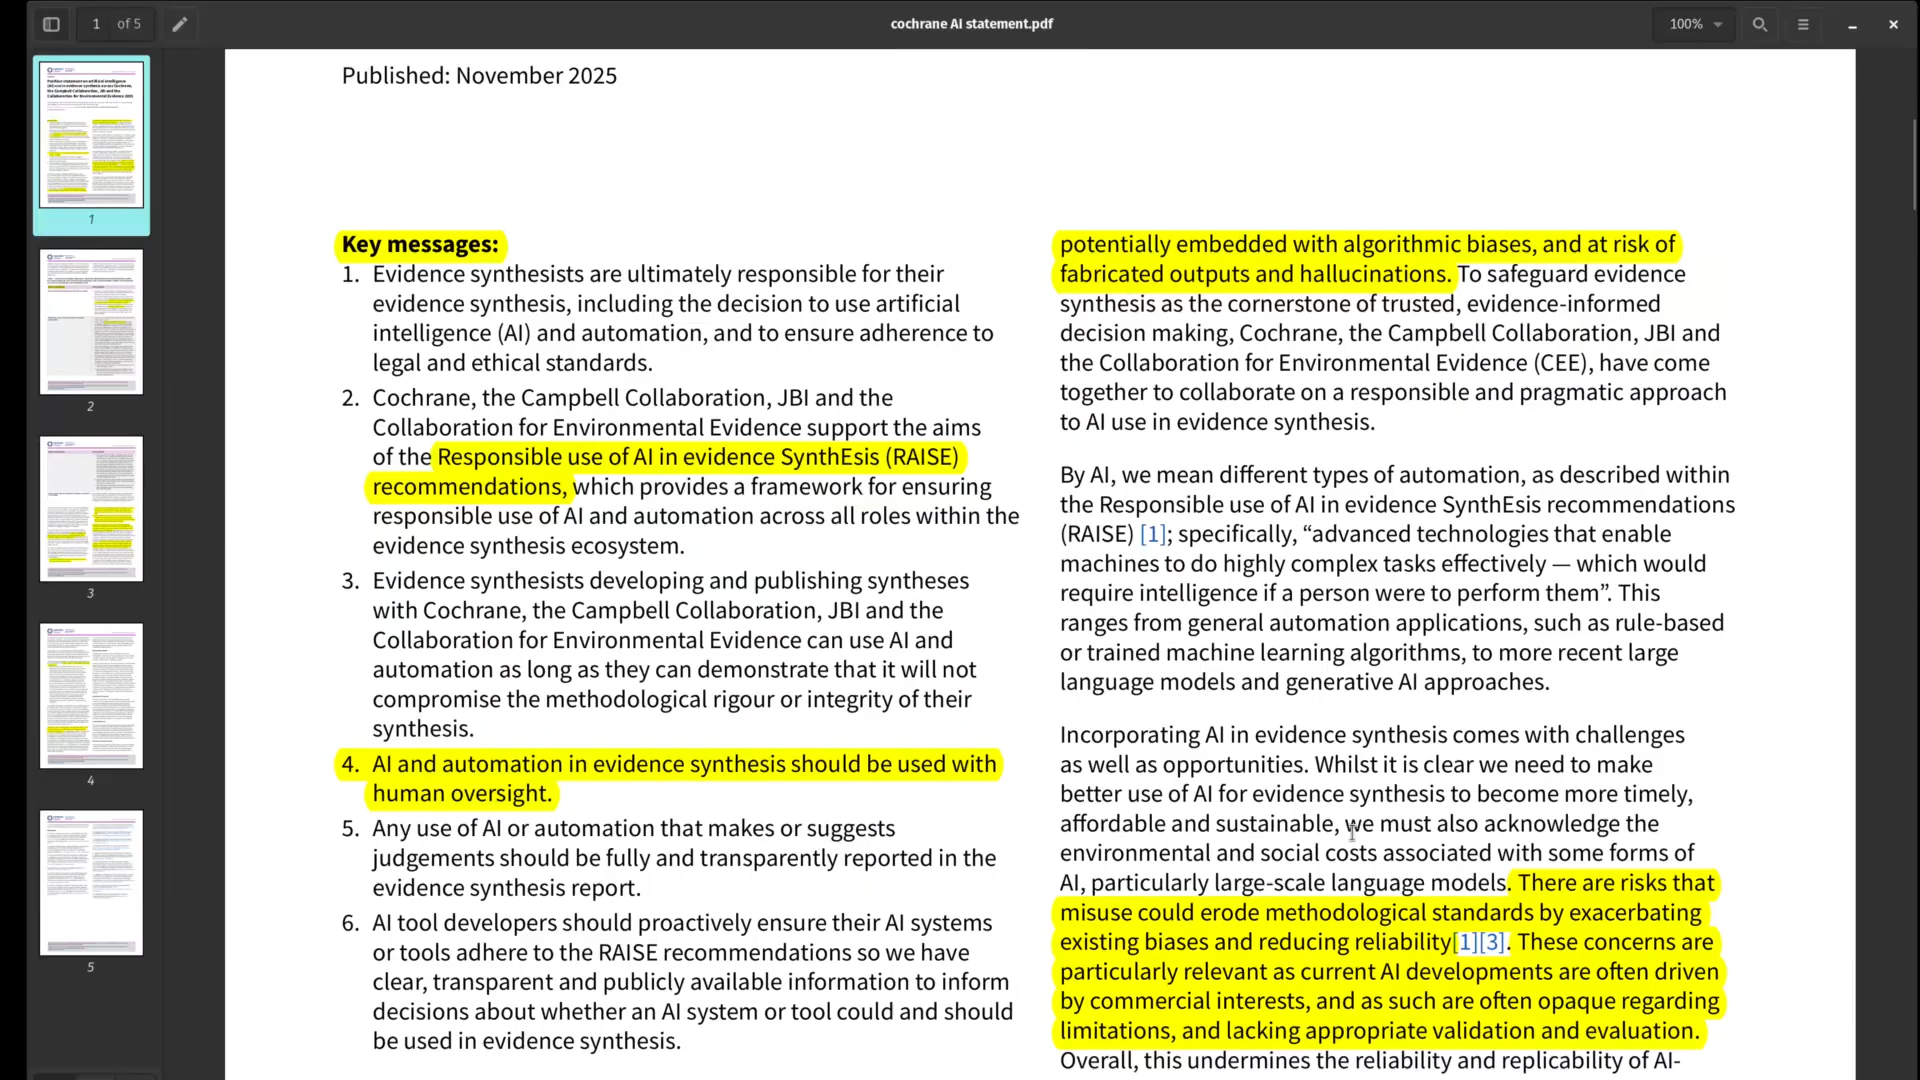 1 of 5
cochrane AI statement.pdf
100%
1
2
3
4
5
Published: November 2025
Key messages:
1. Evidence synthesists are ultimately responsible for their
evidence synthesis, including the decision to use artificial
intelligence (AI) and automation, and to ensure adherence to
legal and ethical standards.
2. Cochrane, the Campbell Collaboration, JBI and the
Collaboration for Environmental Evidence support the aims
of the Responsible use of AI in evidence SynthEsis (RAISE)
recommendations, which provides a framework for ensuring
responsible use of AI and automation across all roles within the
evidence synthesis ecosystem.
3. Evidence synthesists developing and publishing syntheses
with Cochrane, the Campbell Collaboration, JBI and the
Collaboration for Environmental Evidence can use AI and
automation as long as they can demonstrate that it will not
compromise the methodological rigour or integrity of their
synthesis.
4. AI and automation in evidence synthesis should be used with
human oversight.
5. Any use of AI or automation that makes or suggests
judgements should be fully and transparently reported in the
evidence synthesis report.
6. AI tool developers should proactively ensure their AI systems
or tools adhere to the RAISE recommendations so we have
clear, transparent and publicly available information to inform
decisions about whether an AI system or tool could and should
be used in evidence synthesis.
potentially embedded with algorithmic biases, and at risk of
fabricated outputs and hallucinations. To safeguard evidence
synthesis as the cornerstone of trusted, evidence-informed
decision making, Cochrane, the Campbell Collaboration, JBI and
the Collaboration for Environmental Evidence (CEE), have come
together to collaborate on a responsible and pragmatic approach
to AI use in evidence synthesis.
By AI, we mean different types of automation, as described within
the Responsible use of AI in evidence SynthEsis recommendations
(RAISE) [1]; specifically, “advanced technologies that enable
machines to do highly complex tasks effectively — which would
require intelligence if a person were to perform them”. This
ranges from general automation applications, such as rule-based
or trained machine learning algorithms, to more recent large
language models and generative AI approaches.
Incorporating AI in evidence synthesis comes with challenges
as well as opportunities. Whilst it is clear we need to make
better use of AI for evidence synthesis to become more timely,
affordable and sustainable, we must also acknowledge the
environmental and social costs associated with some forms of
AI, particularly large-scale language models. There are risks that
misuse could erode methodological standards by exacerbating
existing biases and reducing reliability[1][3]. These concerns are
particularly relevant as current AI developments are often driven
by commercial interests, and as such are often opaque regarding
limitations, and lacking appropriate validation and evaluation.
Overall, this undermines the reliability and replicability of AI-